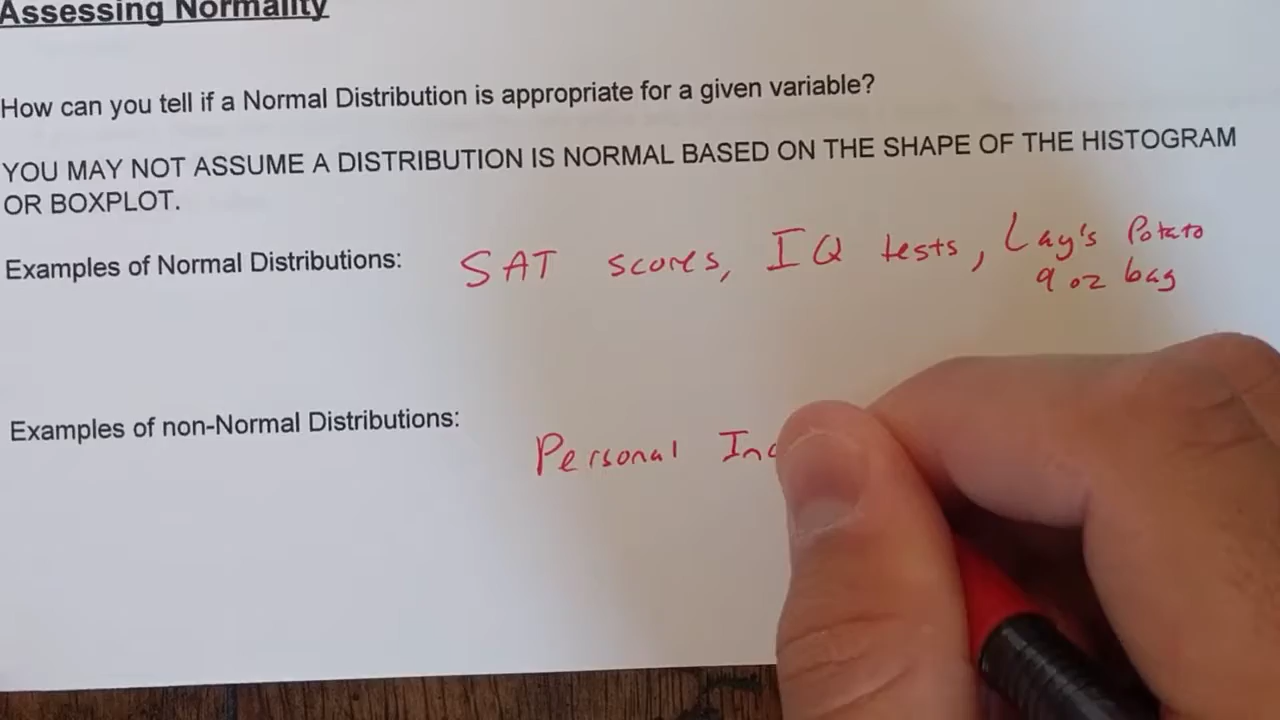 Assessing Normality
How can you tell if a Normal Distribution is appropriate for a given variable?
YOU MAY NOT ASSUME A DISTRIBUTION IS NORMAL BASED ON THE SHAPE OF THE HISTOGRAM
OR BOXPLOT.
Examples of Normal Distributions: SAT scores, IQ tests, Lay's Potato
9 oz bag
Examples of non-Normal Distributions: Personal Inc